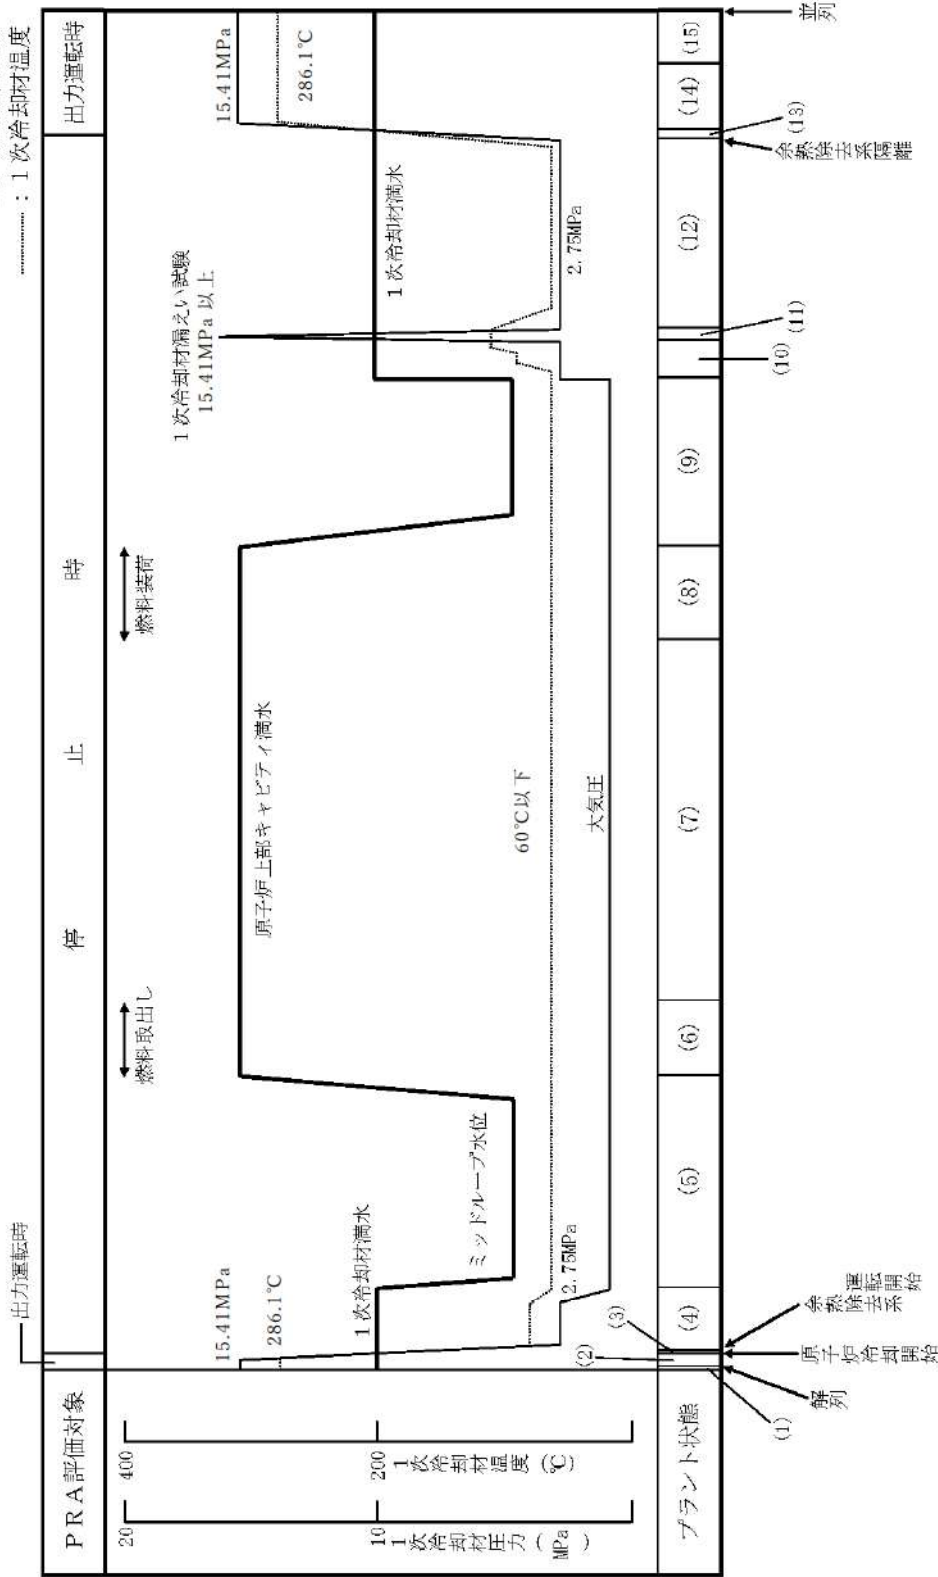 ………… : 1 次冷却材温度
PRA評価対象
出力運転時
停止時
出力運転時
燃料取出し
燃料装荷
20
400
10
200
1次冷却材圧力（MPa）
1次冷却材温度（℃）
15.41MPa
286.1℃
1 次冷却材満水
ミッドループ水位
2.75MPa
原子炉上部キャビティ満水
60℃以下
大気圧
1 次冷却材漏えい試験
15.41MPa 以上
1 次冷却材満水
2.75MPa
15.41MPa
286.1℃
プラント状態
(1)
(2)
(3)
(4)
(5)
(6)
(7)
(8)
(9)
(10)
(11)
(12)
(13)
(14)
(15)
解列
原子炉冷却開始
余熱除去系
運転開始
余熱除去系隔離
並列